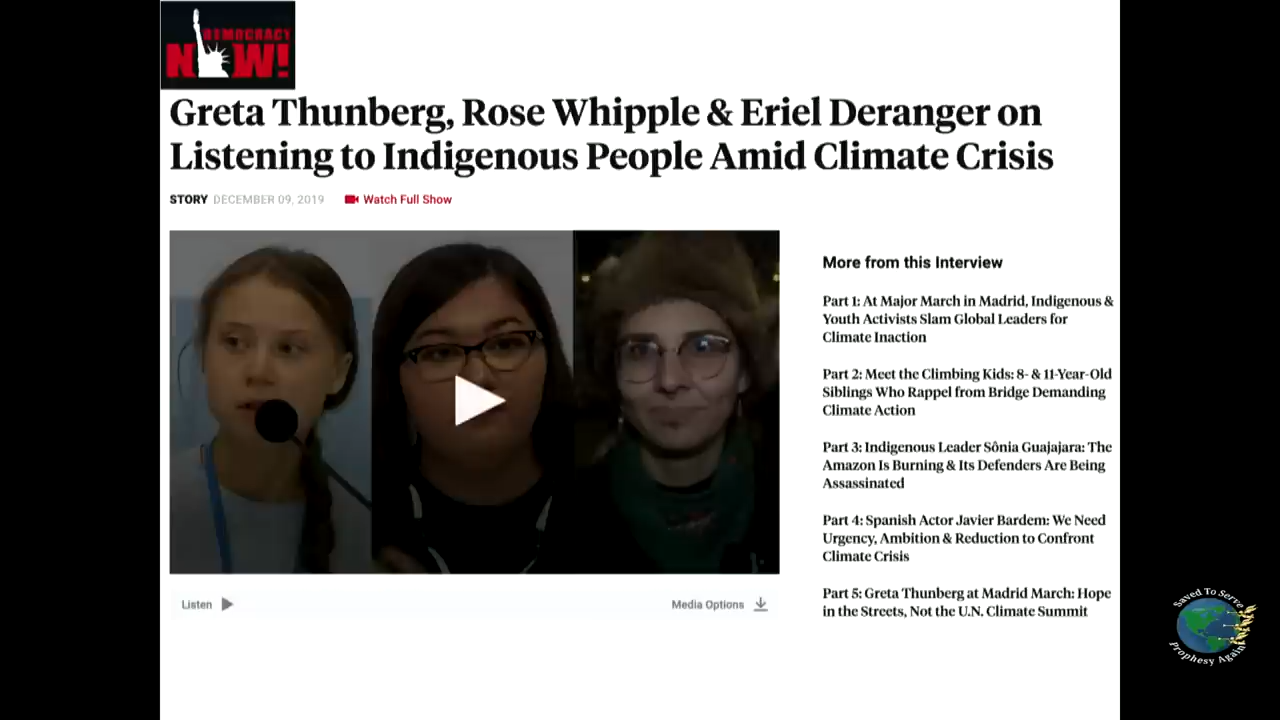 DEMOCRACY
NOW!
Greta Thunberg, Rose Whipple & Eriel Deranger on
Listening to Indigenous People Amid Climate Crisis
STORY DECEMBER 09, 2019 Watch Full Show
More from this Interview
Part 1: At Major March in Madrid, Indigenous &
Youth Activists Slam Global Leaders for
Climate Inaction
Part 2: Meet the Climbing Kids: 8- & 11-Year-Old
Siblings Who Rappel from Bridge Demanding
Climate Action
Part 3: Indigenous Leader Sônia Guajajara: The
Amazon Is Burning & Its Defenders Are Being
Assassinated
Part 4: Spanish Actor Javier Bardem: We Need
Urgency, Ambition & Reduction to Confront
Climate Crisis
Part 5: Greta Thunberg at Madrid March: Hope
in the Streets, Not the U.N. Climate Summit
Listen
Media Options
Saved To Serve
Prophesy Again